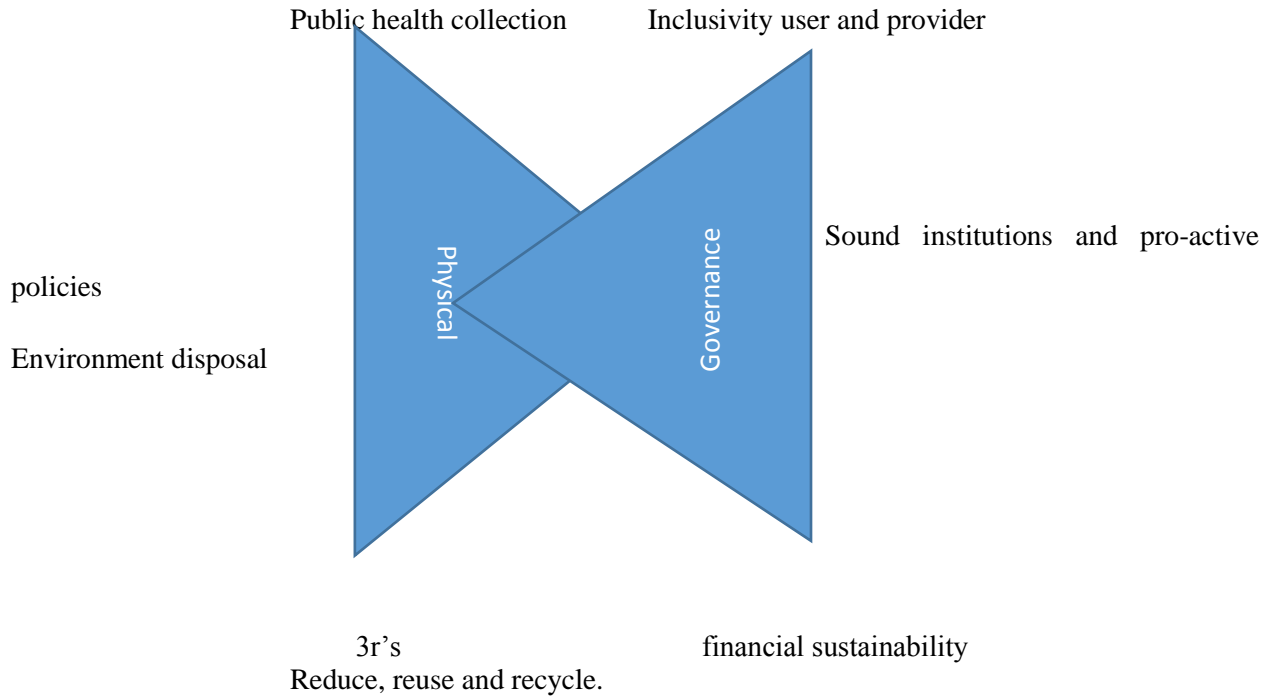 Public health collection Inclusivity user and provider
Sound institutions and pro-active
policies
Physical
Governance
Environment disposal
3r’s financial sustainability
Reduce, reuse and recycle.